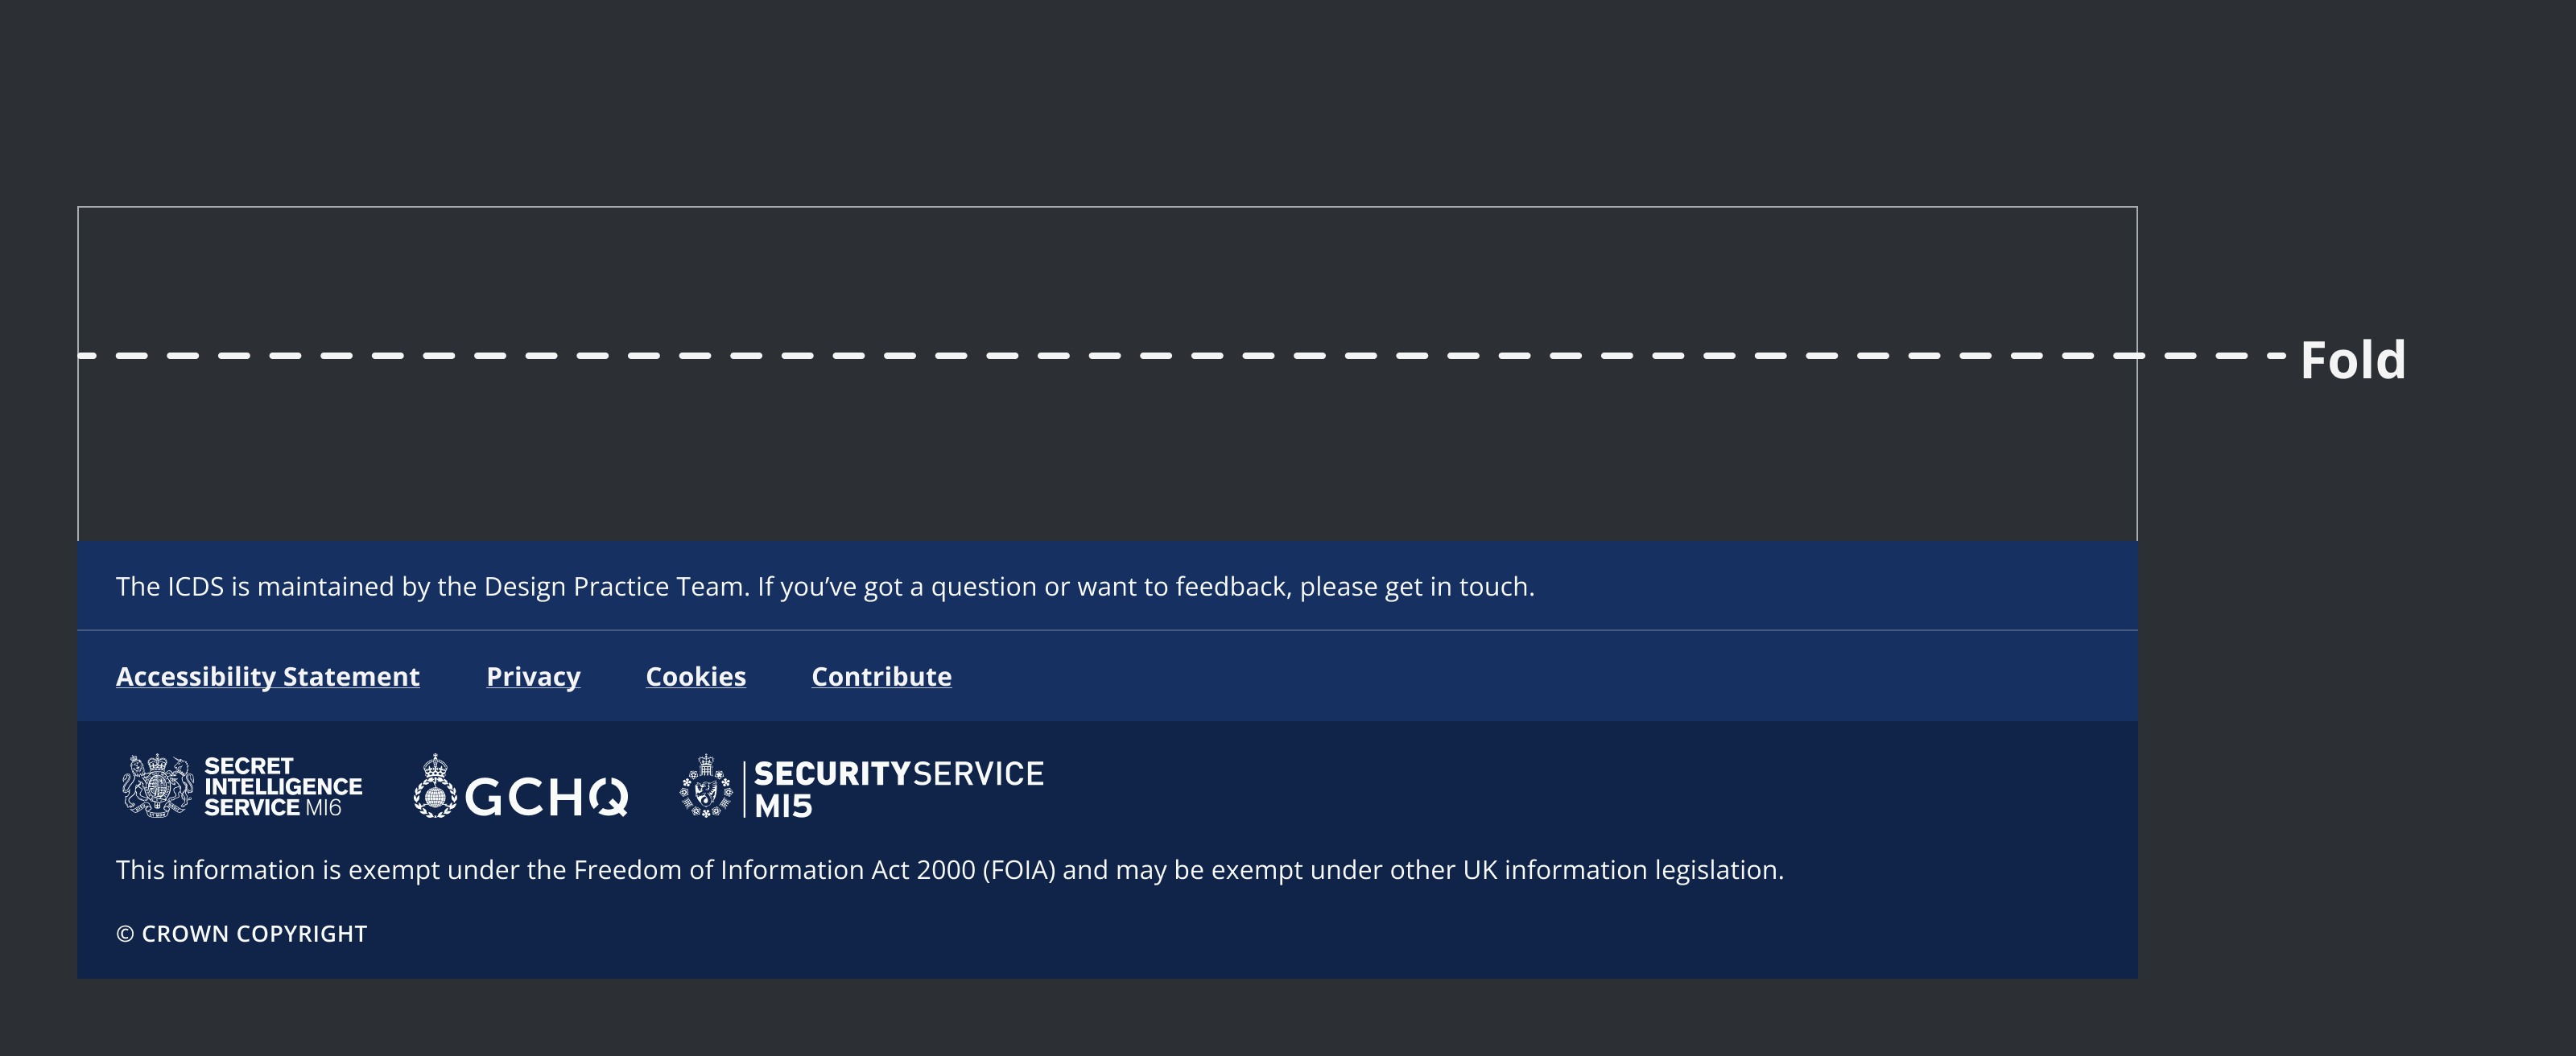 Fold
The ICDS is maintained by the Design Practice Team. If you’ve got a question or want to feedback, please get in touch.
Accessibility Statement Privacy Cookies Contribute
SECRET
INTELLIGENCE
SERVICE MI6
GCHQ
SECURITYSERVICE
MI5
This information is exempt under the Freedom of Information Act 2000 (FOIA) and may be exempt under other UK information legislation.
© CROWN COPYRIGHT